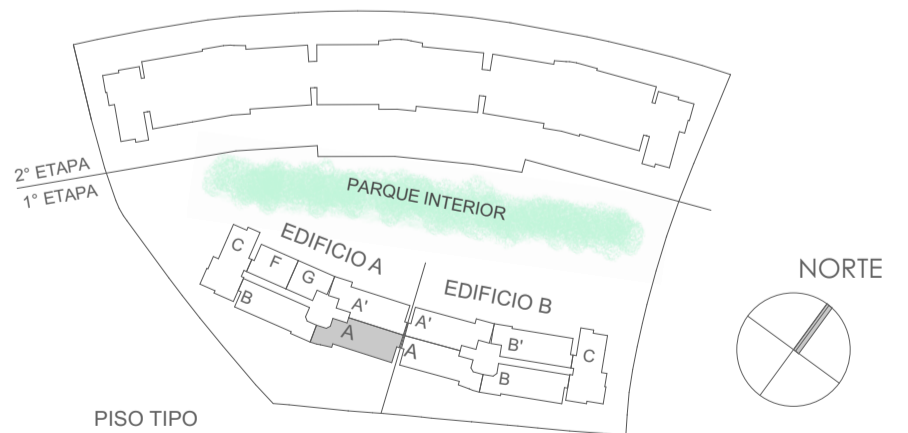 2° ETAPA
1° ETAPA
PARQUE INTERIOR
EDIFICIO A
C
F
G
B
A'
A
EDIFICIO B
A'
A
B'
B
C
NORTE
PISO TIPO